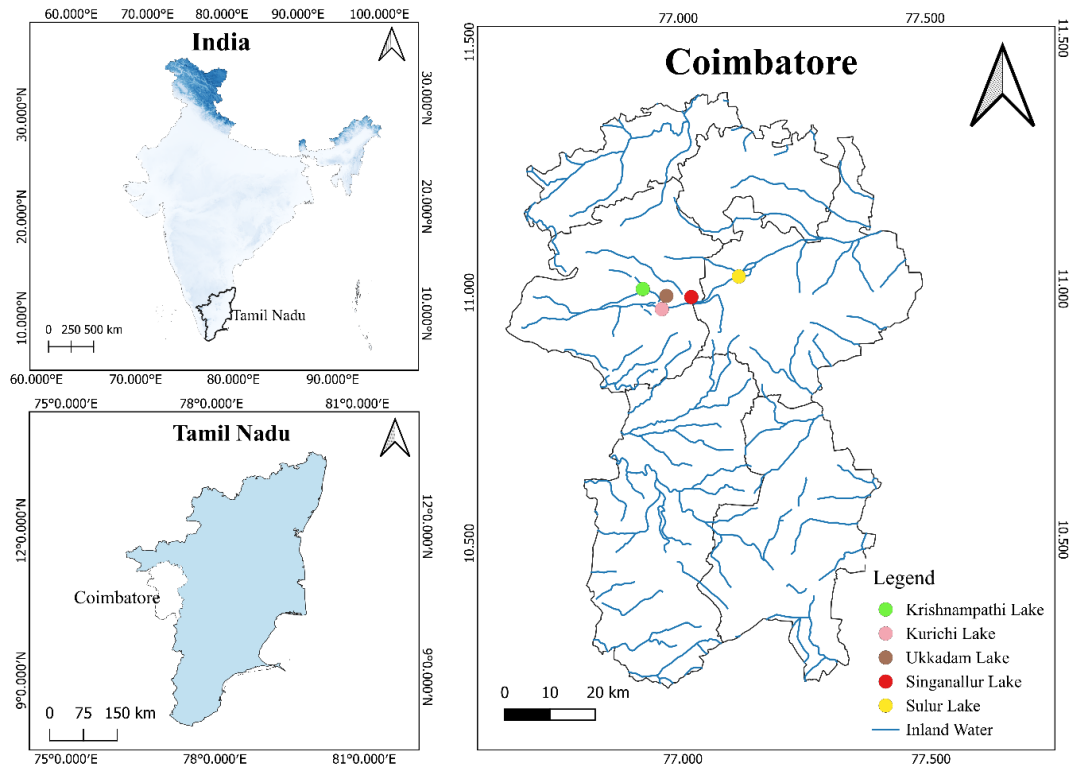 60.000°E 70.000°E 80.000°E 90.000°E 100.000°E
India
30.000°N
20.000°N
10.000°N
30.000°N
20.000°N
10.000°N
Tamil Nadu
0 250 500 km
60.000°E 70.000°E 80.000°E 90.000°E
75°0.000'E 78°0.000'E 81°0.000'E
Tamil Nadu
12°0.000'N
9°0.000'N
12°0.000'N
9°0.000'N
Coimbatore
0 75 150 km
75°0.000'E 78°0.000'E 81°0.000'E
77.000 77.500
Coimbatore
11.500
11.000
10.500
11.500
11.000
10.500
Legend
Krishnampathi Lake
Kurichi Lake
Ukkadam Lake
Singanallur Lake
Sulur Lake
Inland Water
0 10 20 km
77.000 77.500